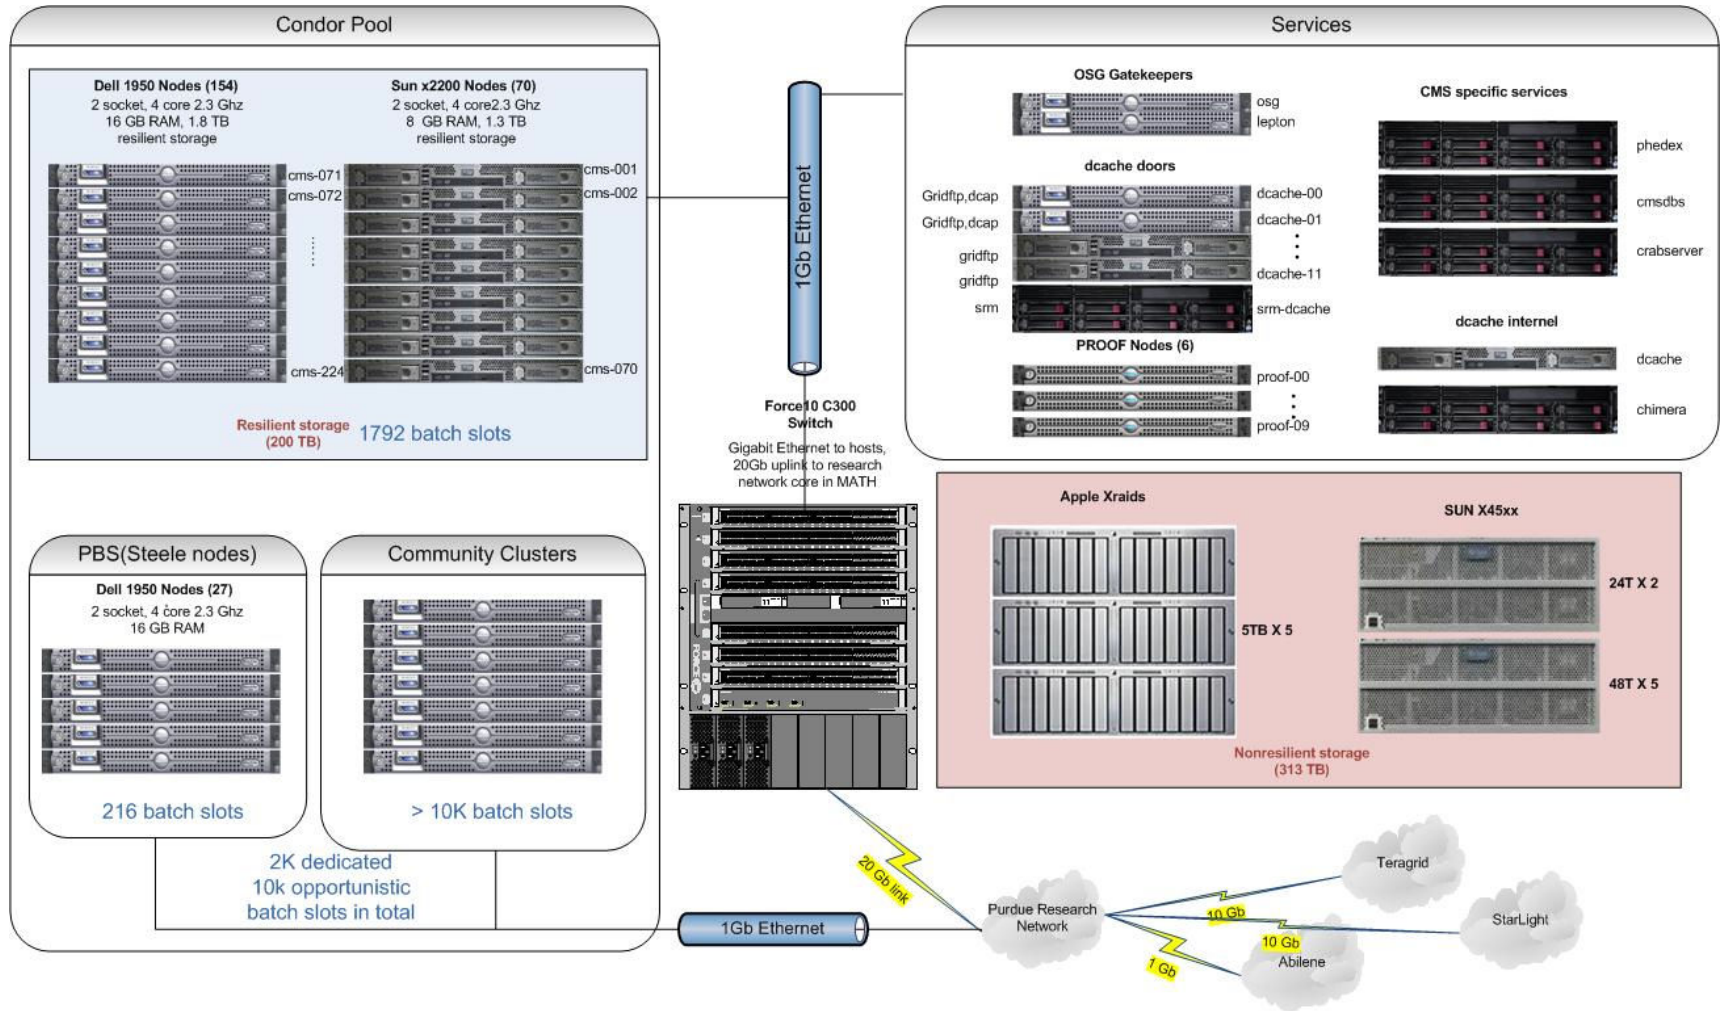 Condor Pool
Dell 1950 Nodes (154)
2 socket, 4 core 2.3 Ghz
16 GB RAM, 1.8 TB
resilient storage
Sun x2200 Nodes (70)
2 socket, 4 core2.3 Ghz
8 GB RAM, 1.3 TB
resilient storage
cms-071
cms-072
cms-224
cms-001
cms-002
cms-070
Resilient storage
(200 TB)
1792 batch slots
PBS(Steele nodes)
Dell 1950 Nodes (27)
2 socket, 4 core 2.3 Ghz
16 GB RAM
216 batch slots
Community Clusters
> 10K batch slots
2K dedicated
10k opportunistic
batch slots in total
1Gb Ethernet
Force10 C300
Switch
Gigabit Ethernet to hosts,
20Gb uplink to research
network core in MATH
FORCE10
Services
OSG Gatekeepers
osg
lepton
dcache doors
Gridftp,dcap
dcache-00
Gridftp,dcap
dcache-01
gridftp
gridftp
dcache-11
srm
srm-dcache
PROOF Nodes (6)
proof-00
proof-09
CMS specific services
phedex
cmsdbs
crabserver
dcache internel
dcache
chimera
Apple Xraids
5TB X 5
SUN X45xx
24T X 2
48T X 5
Nonresilient storage
(313 TB)
20 Gb link
1Gb Ethernet
Purdue Research
Network
10 Gb
10 Gb
1 Gb
Teragrid
StarLight
Abilene